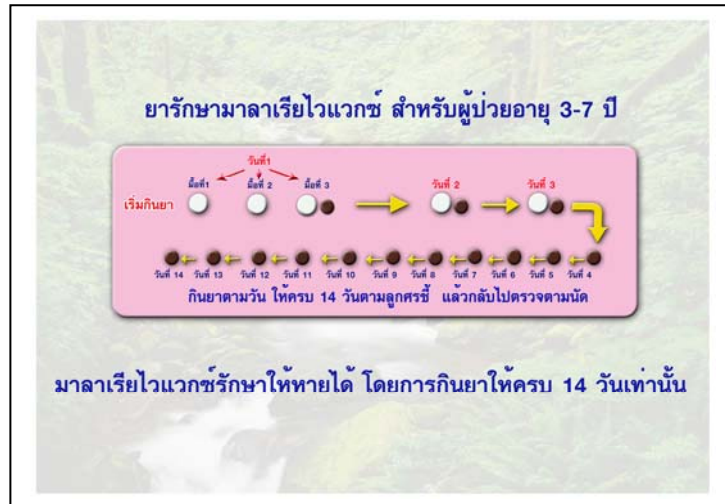 ยารักษามาลาเรียไวแวกซ์ สำหรับผู้ป่วยอายุ 3-7 ปี
วันที่1
มื้อที่1 มื้อที่ 2 มื้อที่ 3 วันที่ 2 วันที่ 3
เริ่มกินยา
วันที่ 14 วันที่ 13 วันที่ 12 วันที่ 11 วันที่ 10 วันที่ 9 วันที่ 8 วันที่ 7 วันที่ 6 วันที่ 5 วันที่ 4
กินยาตามวัน ให้ครบ 14 วันตามลูกศรชี้ แล้วกลับไปตรวจตามนัด
มาลาเรียไวแวกซ์รักษาให้หายได้ โดยการกินยาให้ครบ 14 วันเท่านั้น